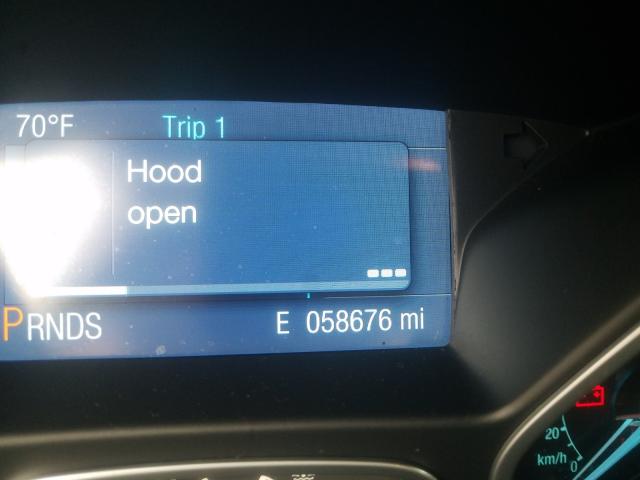 70°F Trip 1
Hood
open
PRNDS E 058676 mi
20
km/h 0